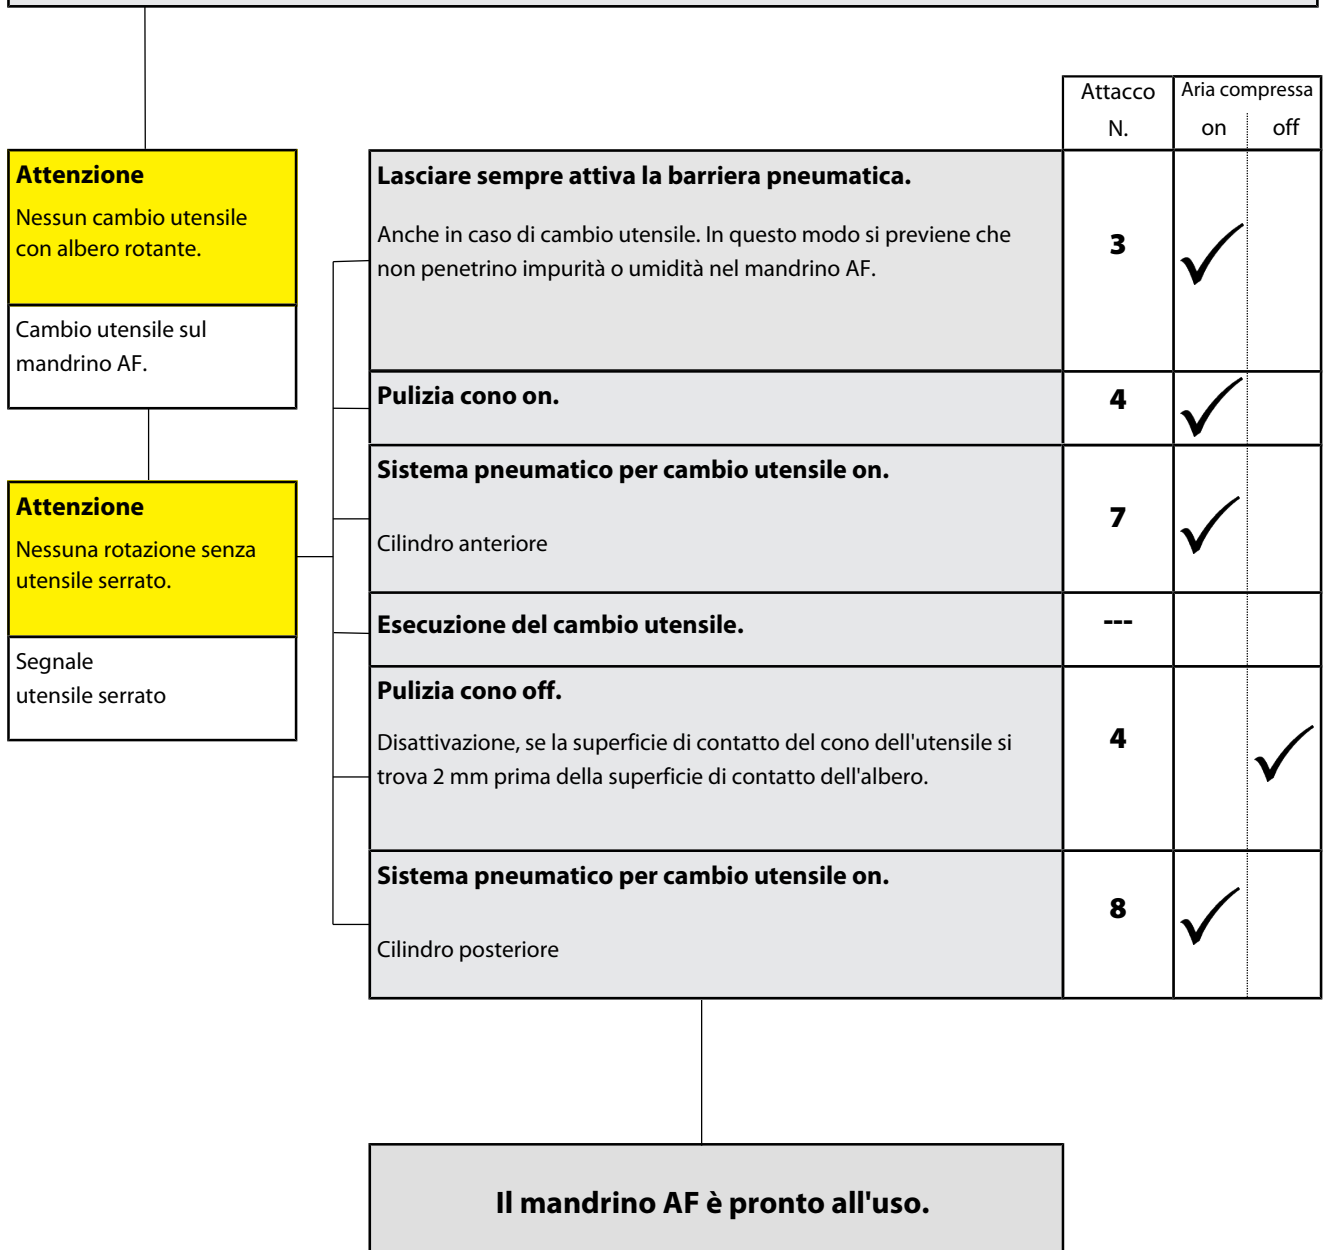 Attacco
N.
Aria compressa
on
off
Attenzione
Nessun cambio utensile
con albero rotante.
Cambio utensile sul
mandrino AF.
Attenzione
Nessuna rotazione senza
utensile serrato.
Segnale
utensile serrato
Lasciare sempre attiva la barriera pneumatica.
Anche in caso di cambio utensile. In questo modo si previene che
non penetrino impurità o umidità nel mandrino AF.
3
Pulizia cono on.
4
Sistema pneumatico per cambio utensile on.
Cilindro anteriore
7
Esecuzione del cambio utensile.
---
Pulizia cono off.
Disattivazione, se la superficie di contatto del cono dell'utensile si
trova 2 mm prima della superficie di contatto dell'albero.
4
Sistema pneumatico per cambio utensile on.
Cilindro posteriore
8
Il mandrino AF è pronto all'uso.